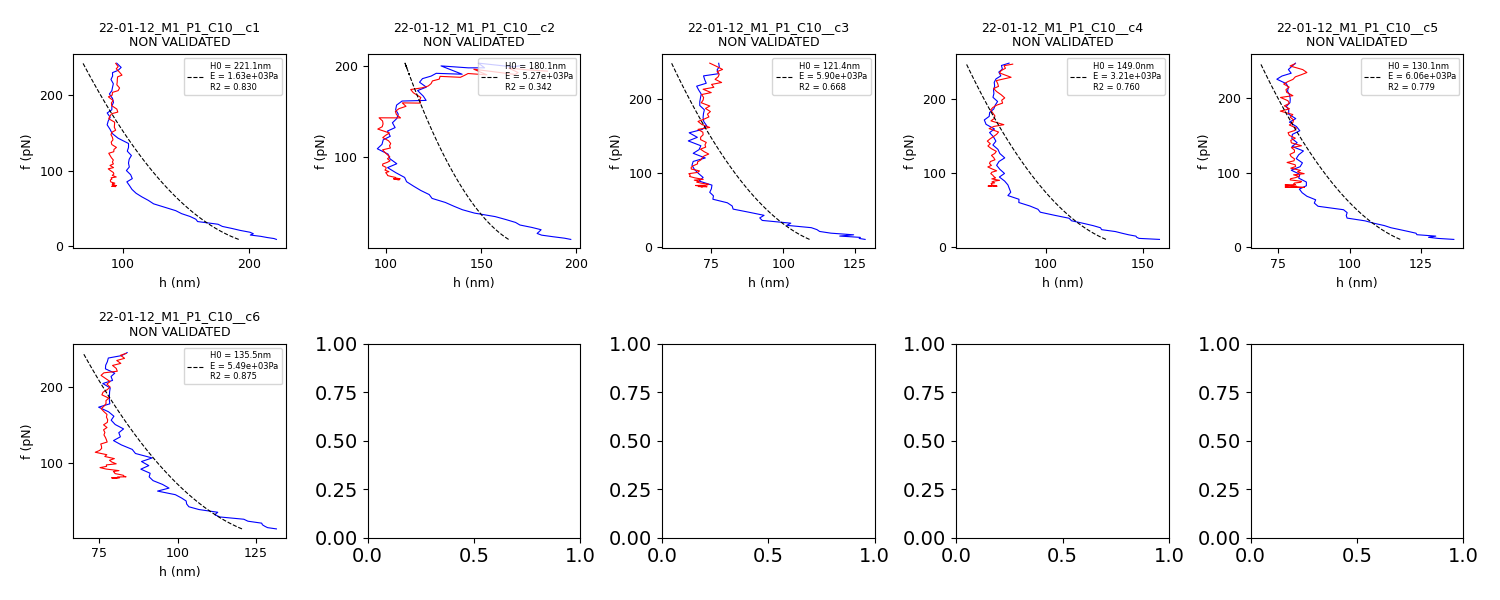 22-01-12_M1_P1_C10__c1
NON VALIDATED
H0 = 221.1nm
E = 1.63e+03Pa
R2 = 0.830
200
100
0
f (pN)
100
200
h (nm)
22-01-12_M1_P1_C10__c2
NON VALIDATED
H0 = 180.1nm
E = 5.27e+03Pa
R2 = 0.342
200
100
f (pN)
100
150
200
h (nm)
22-01-12_M1_P1_C10__c3
NON VALIDATED
H0 = 121.4nm
E = 5.90e+03Pa
R2 = 0.668
200
100
0
f (pN)
75
100
125
h (nm)
22-01-12_M1_P1_C10__c4
NON VALIDATED
H0 = 149.0nm
E = 3.21e+03Pa
R2 = 0.760
200
100
0
f (pN)
100
150
h (nm)
22-01-12_M1_P1_C10__c5
NON VALIDATED
H0 = 130.1nm
E = 6.06e+03Pa
R2 = 0.779
200
100
0
f (pN)
75
100
125
h (nm)
22-01-12_M1_P1_C10__c6
NON VALIDATED
H0 = 135.5nm
E = 5.49e+03Pa
R2 = 0.875
200
100
f (pN)
75
100
125
h (nm)
1.00
0.75
0.50
0.25
0.00
0.0
0.5
1.0
1.00
0.75
0.50
0.25
0.00
0.0
0.5
1.0
1.00
0.75
0.50
0.25
0.00
0.0
0.5
1.0
1.00
0.75
0.50
0.25
0.00
0.0
0.5
1.0